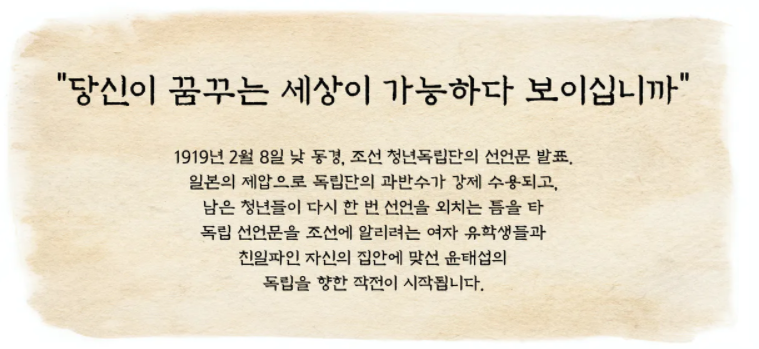 "당신이 꿈꾸는 세상이 가능하다 보이십니까"
1919년 2월 8일 낮 동경, 조선 청년독립단의 선언문 발표.
일본의 제압으로 독립단의 과반수가 강제 수용되고,
남은 청년들이 다시 한 번 선언을 외치는 틈을 타
독립 선언문을 조선에 알리려는 여자 유학생들과
친일파인 자신의 집안에 맞선 윤태섭의
독립을 향한 작전이 시작됩니다.